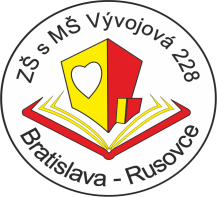 ZŠ s MŠ Vývojová 228
Bratislava - Rusovce